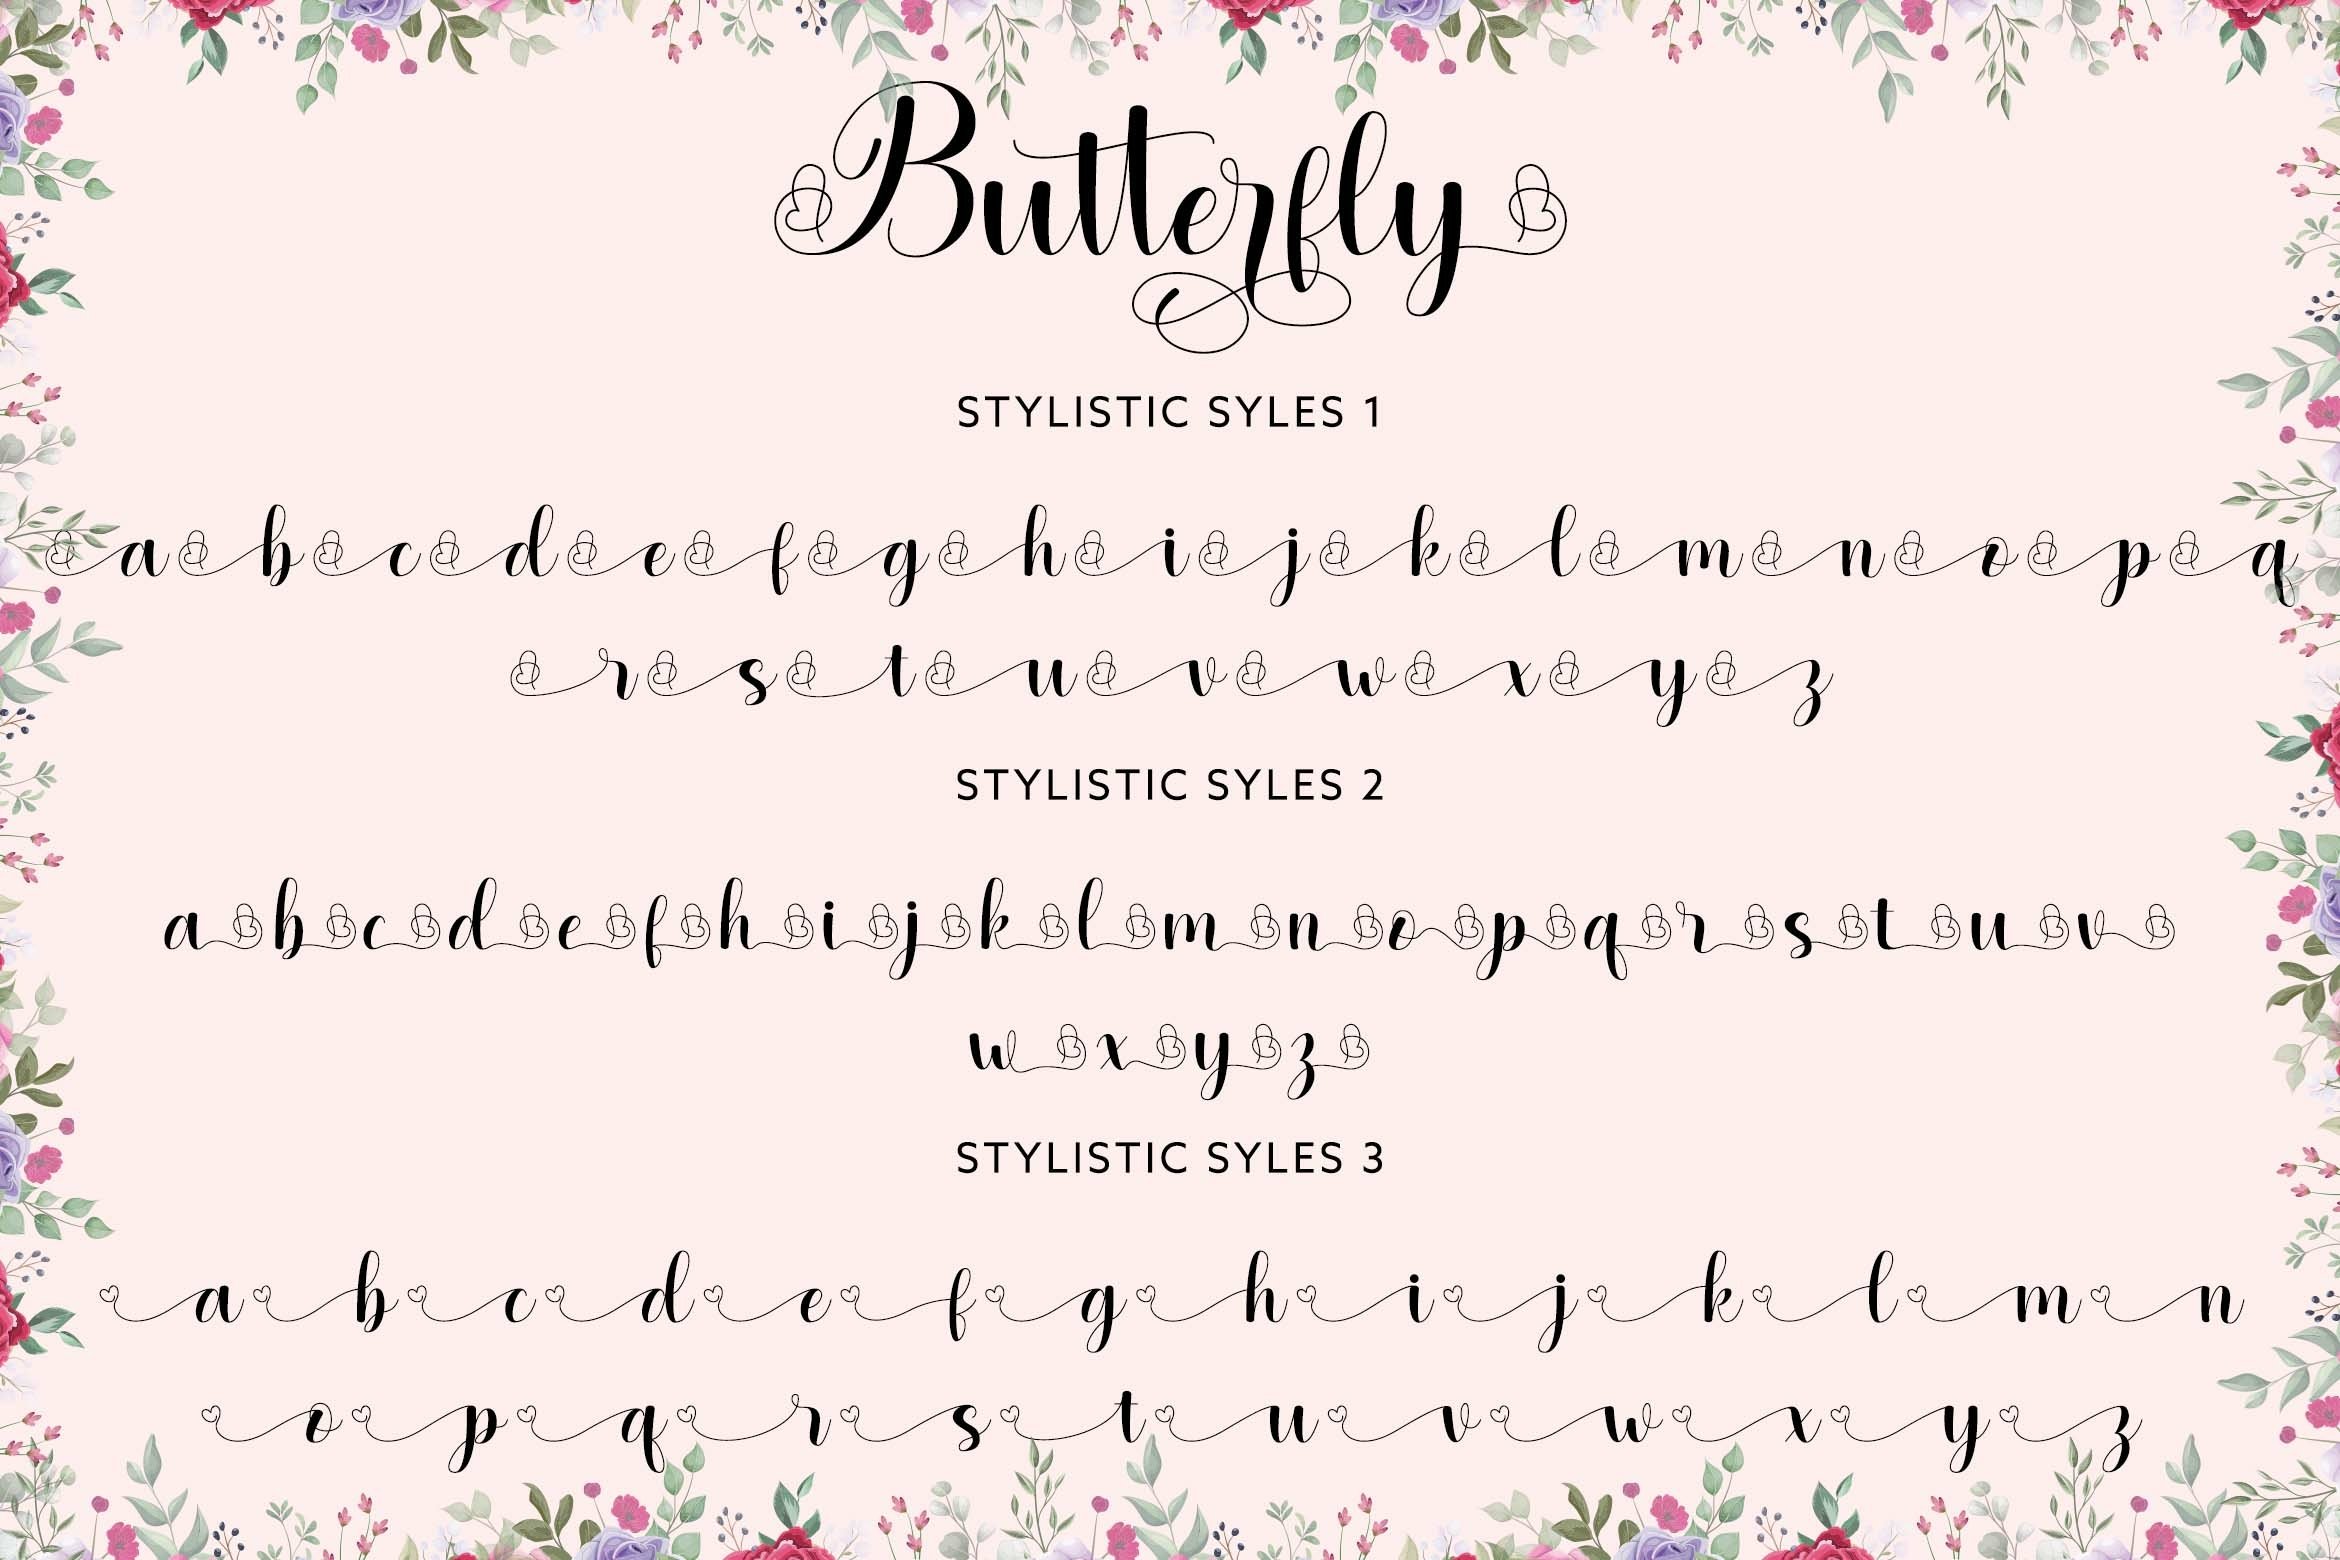 Butterfly
STYLISTIC SYLES 1
a b c d e f g h i j k l m n o p q
r s t u v w x y z
STYLISTIC SYLES 2
a b c d e f h i j k l m n o p q r s t u v
w x y z
STYLISTIC SYLES 3
a b c d e f g h i j k l m n
o p q r s t u v w x y z